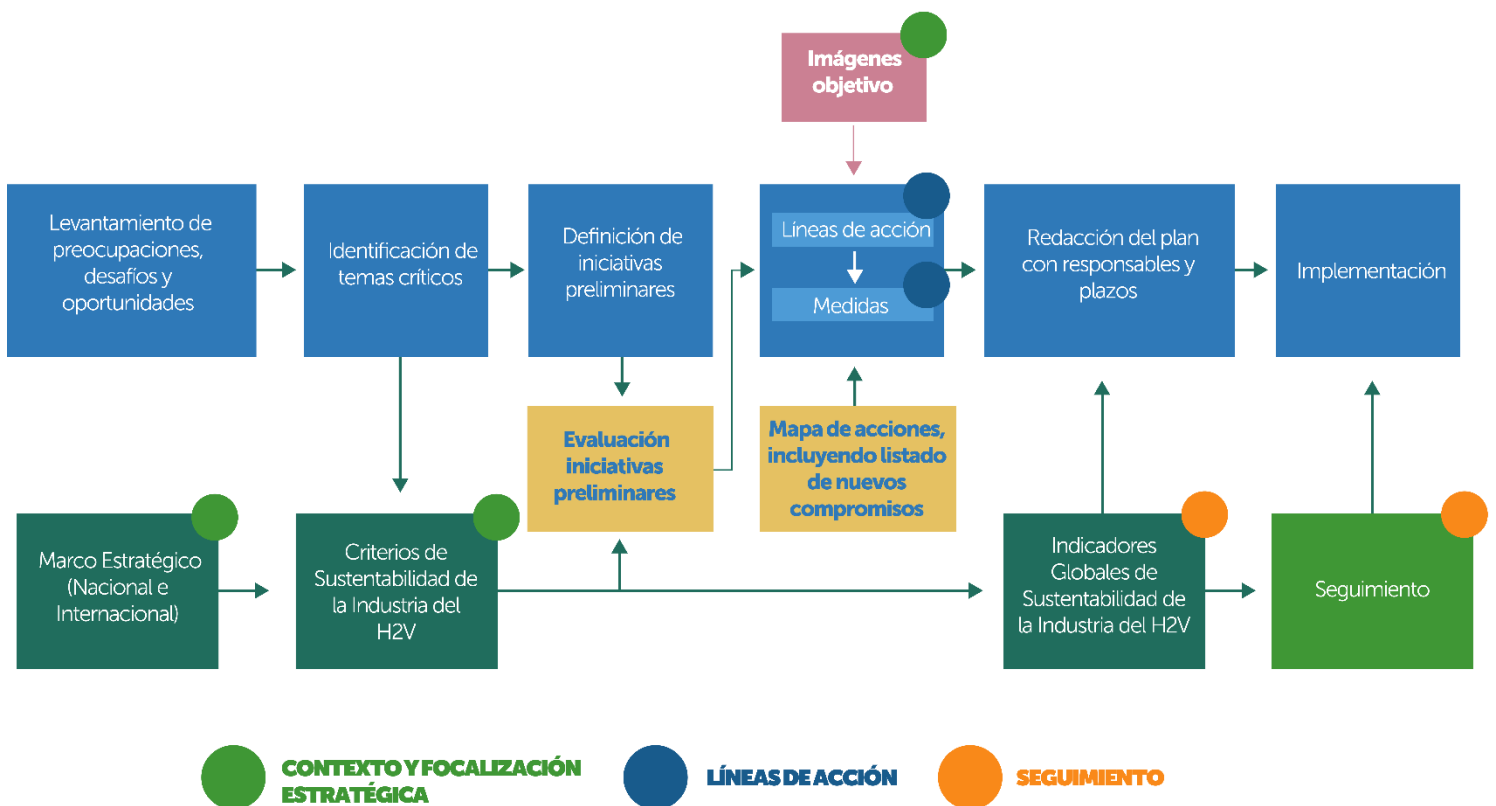 Imágenes
objetivo
Levantamiento de
preocupaciones,
desafíos y
oportunidades
Identificación de
temas críticos
Definición de
iniciativas
preliminares
Líneas de acción
Medidas
Redacción del plan
con responsables y
plazos
Implementación
Evaluación
iniciativas
preliminares
Mapa de acciones,
incluyendo listado
de nuevos
compromisos
Marco Estratégico
(Nacional e
Internacional)
Criterios de
Sustentabilidad de
la Industria del
H2V
Indicadores
Globales de
Sustentabilidad de
la Industria del H2V
Seguimiento
CONTEXTO Y FOCALIZACIÓN
ESTRATÉGICA
LÍNEAS DE ACCIÓN
SEGUIMIENTO